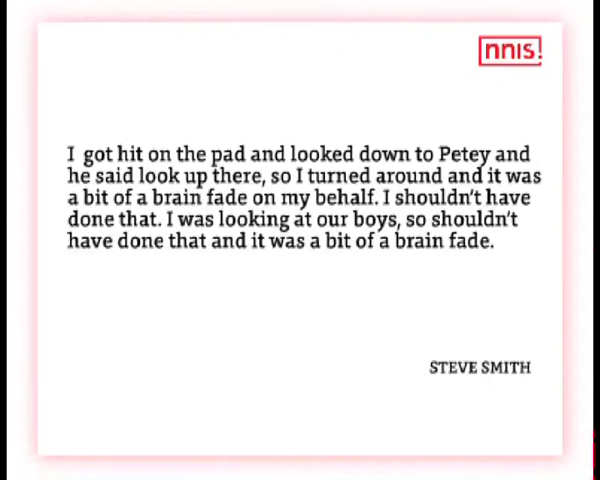 nnis!
I got hit on the pad and looked down to Petey and
he said look up there, so I turned around and it was
a bit of a brain fade on my behalf. I shouldn't have
done that. I was looking at our boys, so shouldn't
have done that and it was a bit of a brain fade.
STEVE SMITH